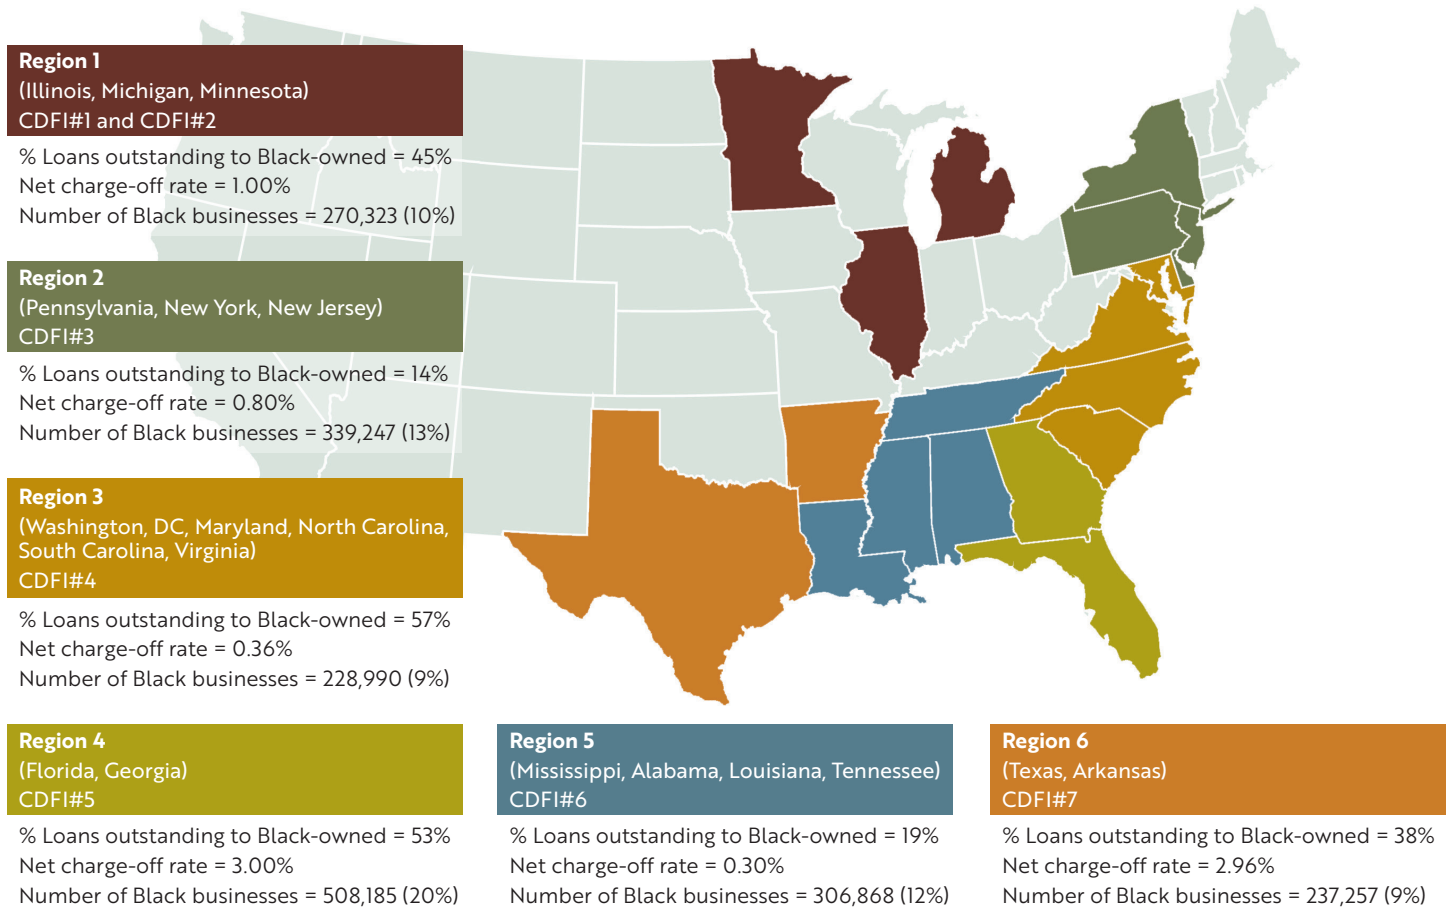 Region 1
(Illinois, Michigan, Minnesota)
CDFI#1 and CDFI#2
% Loans outstanding to Black-owned = 45%
Net charge-off rate = 1.00%
Number of Black businesses = 270,323 (10%)
Region 2
(Pennsylvania, New York, New Jersey)
CDFI#3
% Loans outstanding to Black-owned = 14%
Net charge-off rate = 0.80%
Number of Black businesses = 339,247 (13%)
Region 3
(Washington, DC, Maryland, North Carolina,
South Carolina, Virginia)
CDFI#4
% Loans outstanding to Black-owned = 57%
Net charge-off rate = 0.36%
Number of Black businesses = 228,990 (9%)
Region 4
(Florida, Georgia)
CDFI#5
% Loans outstanding to Black-owned = 53%
Net charge-off rate = 3.00%
Number of Black businesses = 508,185 (20%)
Region 5
(Mississippi, Alabama, Louisiana, Tennessee)
CDFI#6
% Loans outstanding to Black-owned = 19%
Net charge-off rate = 0.30%
Number of Black businesses = 306,868 (12%)
Region 6
(Texas, Arkansas)
CDFI#7
% Loans outstanding to Black-owned = 38%
Net charge-off rate = 2.96%
Number of Black businesses = 237,257 (9%)